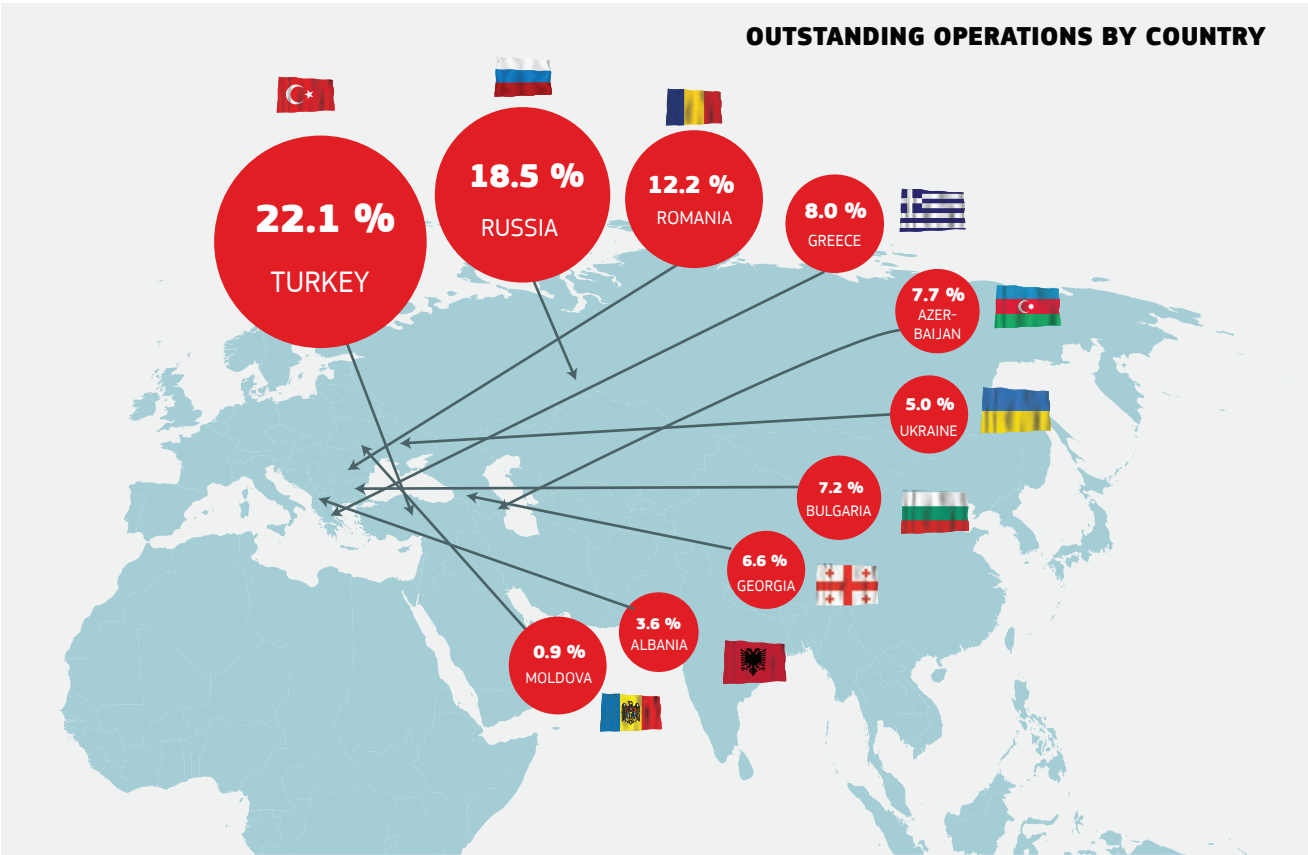 OUTSTANDING OPERATIONS BY COUNTRY
22.1 %
TURKEY
18.5 %
RUSSIA
12.2 %
ROMANIA
8.0 %
GREECE
7.7 %
AZER-
BAIJAN
5.0 %
UKRAINE
7.2 %
BULGARIA
6.6 %
GEORGIA
3.6 %
ALBANIA
0.9 %
MOLDOVA